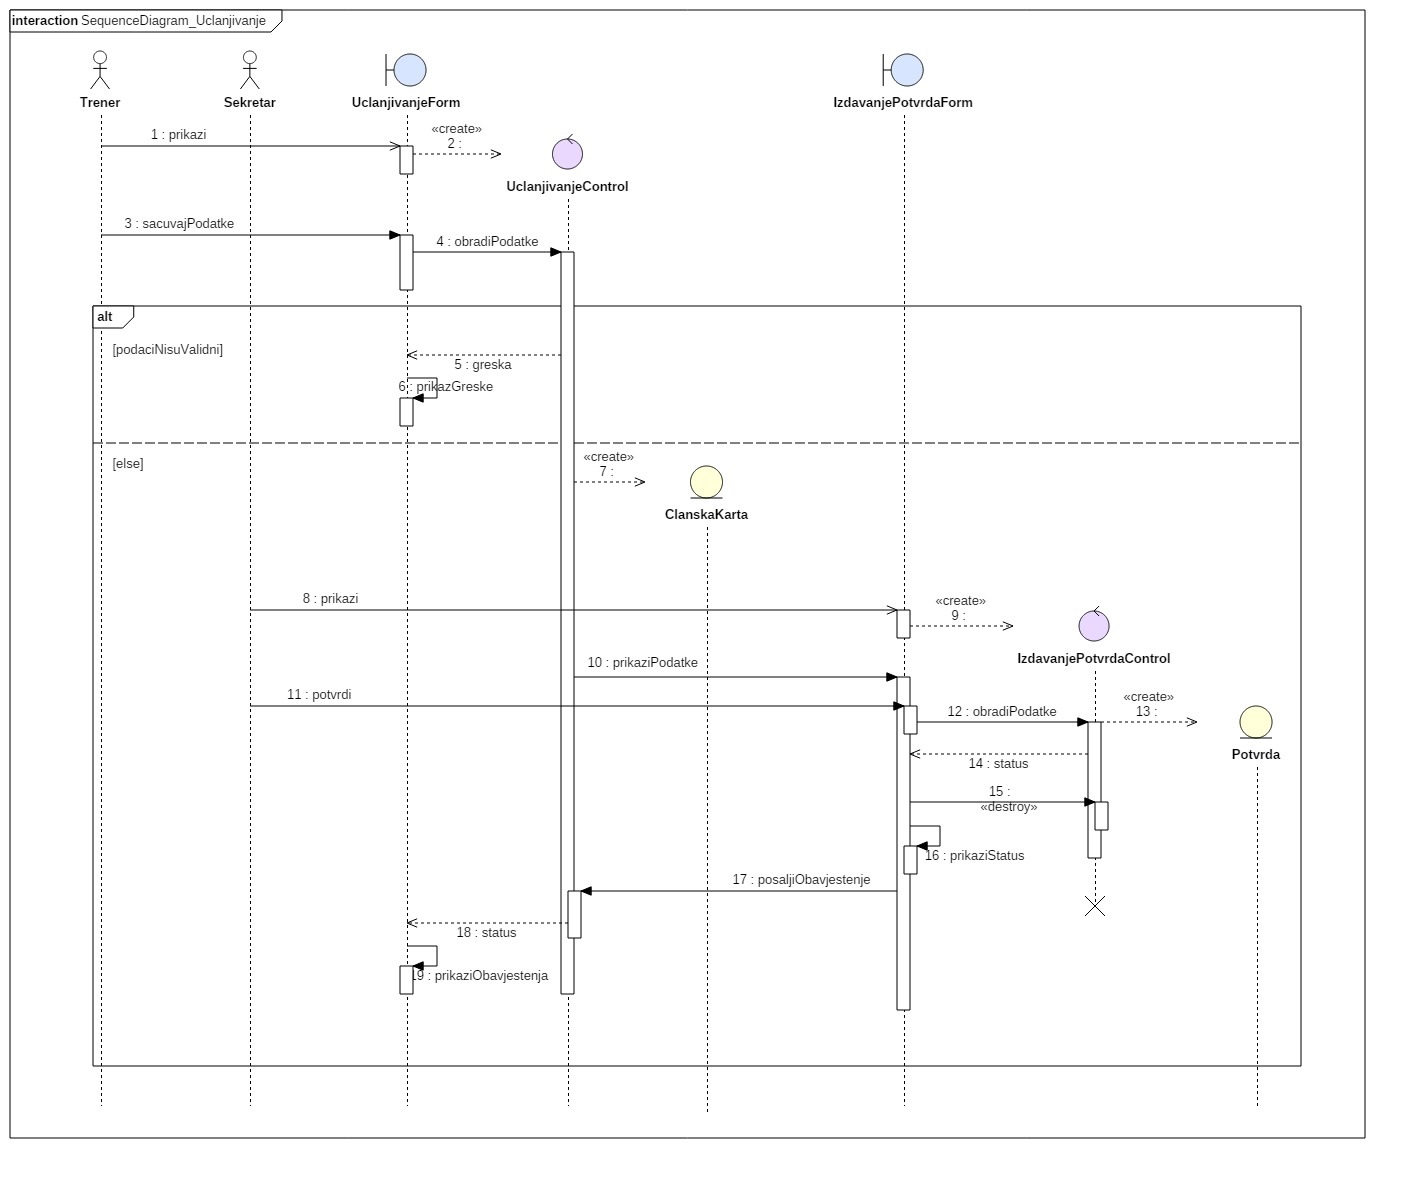 interaction SequenceDiagram_Uclanjivanje
Trener
Sekretar
UclanjivanjeForm
IzdavanjePotvrdaForm
1 : prikazi
«create»
2 :
UclanjivanjeControl
3 : sacuvajPodatke
4 : obradiPodatke
alt
[podaciNisuValidni]
5 : greska
6 : prikazGreske
[else]
«create»
7 :
ClanskaKarta
8 : prikazi
«create»
9 :
IzdavanjePotvrdaControl
10 : prikaziPodatke
11 : potvrdi
12 : obradiPodatke
«create»
13 :
Potvrda
14 : status
15 :
«destroy»
16 : prikaziStatus
17 : posaljiObavjestenje
18 : status
19 : prikaziObavjestenja